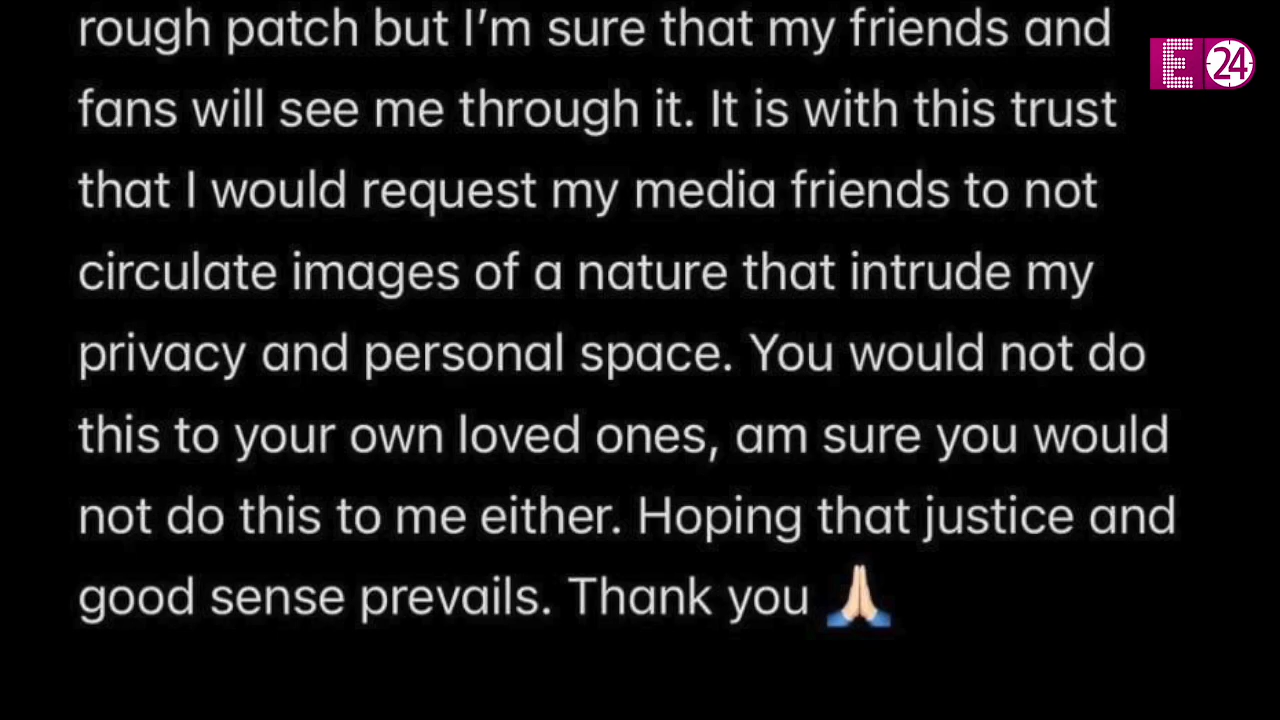 rough patch but I’m sure that my friends and
E 24
fans will see me through it. It is with this trust
that I would request my media friends to not
circulate images of a nature that intrude my
privacy and personal space. You would not do
this to your own loved ones, am sure you would
not do this to me either. Hoping that justice and
good sense prevails. Thank you 🙏🏻